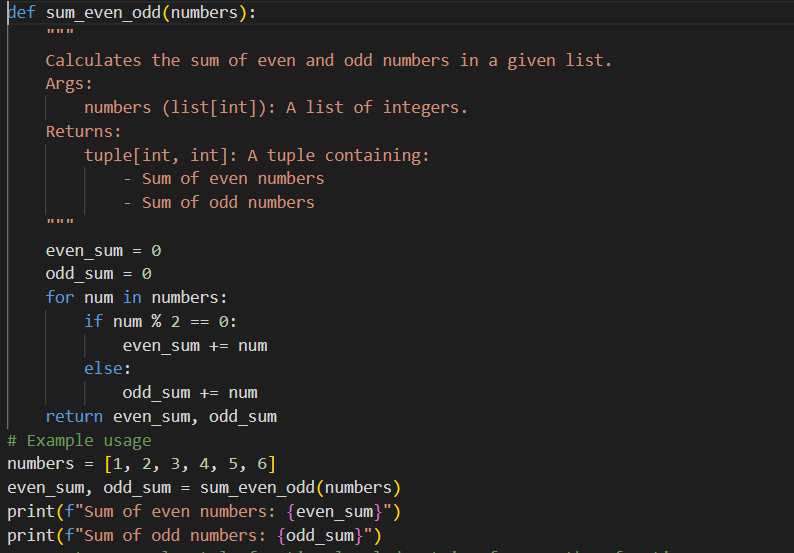 def sum_even_odd(numbers):
    """
    Calculates the sum of even and odd numbers in a given list.
    Args:
        numbers (list[int]): A list of integers.
    Returns:
        tuple[int, int]: A tuple containing:
            - Sum of even numbers
            - Sum of odd numbers
    """
    even_sum = 0
    odd_sum = 0
    for num in numbers:
        if num % 2 == 0:
            even_sum += num
        else:
            odd_sum += num
    return even_sum, odd_sum
# Example usage
numbers = [1, 2, 3, 4, 5, 6]
even_sum, odd_sum = sum_even_odd(numbers)
print(f"Sum of even numbers: {even_sum}")
print(f"Sum of odd numbers: {odd_sum}")